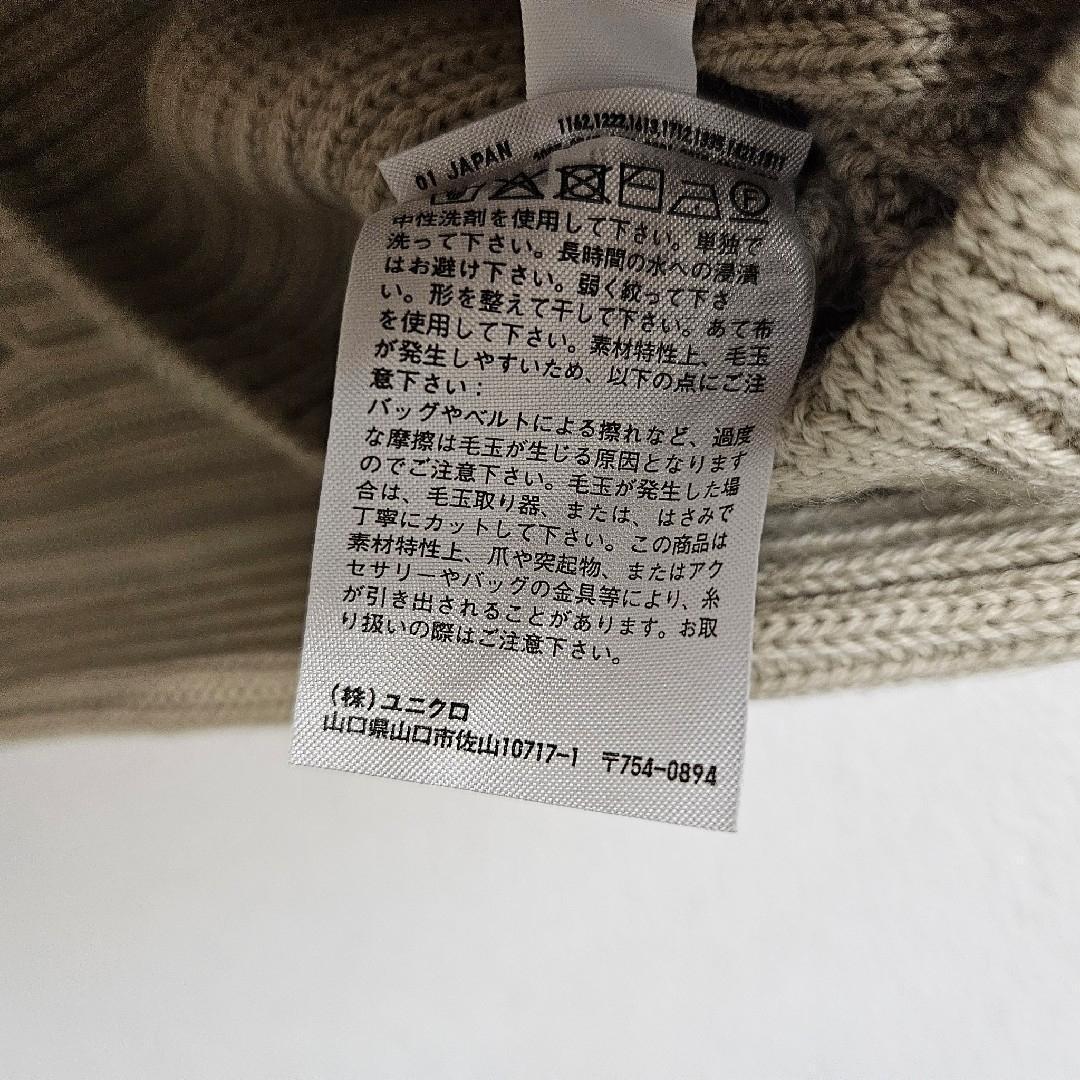 01 JAPAN
中性洗剤を使用して下さい。単独で
洗って下さい。長時間の水への浸漬
はお避け下さい。弱く絞って下さ
い。形を整えて干して下さい。あて布
を使用して下さい。素材特性上、毛玉
が発生しやすいため、以下の点にご注
意下さい：
バッグやベルトによる擦れなど、過度
な摩擦は毛玉が生じる原因となります
のでご注意下さい。毛玉が発生した場
合は、毛玉取り器、または、はさみで
丁寧にカットして下さい。この商品は
素材特性上、爪や突起物、またはアク
セサリーやバッグの金具等により、糸
が引き出されることがあります。お取
り扱いの際はご注意下さい。
(株)ユニクロ
山口県山口市佐山10717-1 〒754-0894